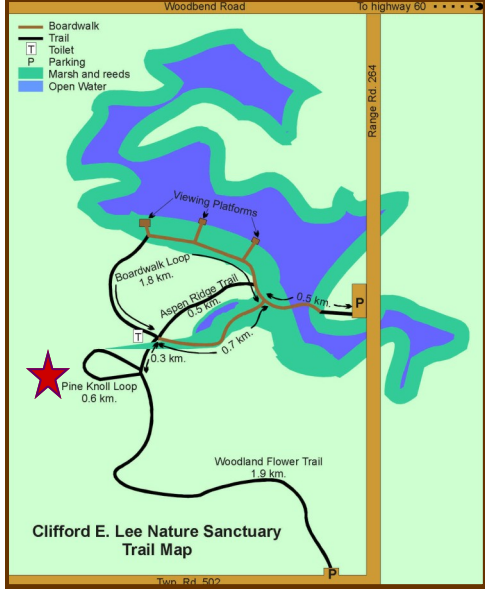 Woodbend Road
To highway 60
Boardwalk
Trail
T Toilet
P Parking
Marsh and reeds
Open Water
Range Rd. 264
Viewing Platforms
Boardwalk Loop
1.8 km.
Aspen Ridge Trail
0.5 km.
0.5 km.
P
T
0.3 km.
0.7 km.
Pine Knoll Loop
0.6 km.
Woodland Flower Trail
1.9 km.
Clifford E. Lee Nature Sanctuary
Trail Map
P
Twp. Rd. 502